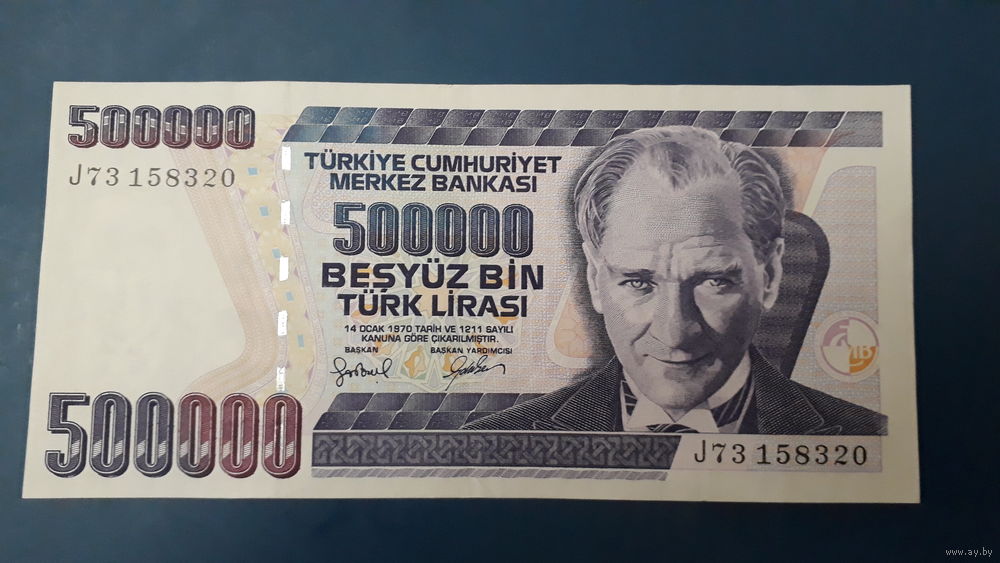 500000
J73 158320
TÜRKİYE CUMHURİYET
MERKEZ BANKASI
500000
BEŞYÜZ BİN
TÜRK LİRASI
14 OCAK 1970 TARİH VE 1211 SAYILI
KANUNA GÖRE ÇIKARILMIŞTIR.
BAŞKAN BAŞKAN YARDIMCISI
500000
J73 158320
TB
www.ay.by